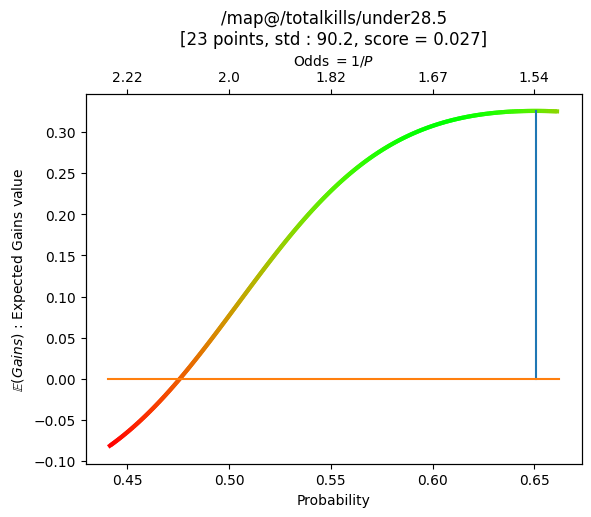 /map@/totalkills/under28.5
[23 points, std : 90.2, score = 0.027]
Odds = 1/P
2.22 2.0 1.82 1.67 1.54
0.30
0.25
0.20
0.15
0.10
0.05
0.00
−0.05
−0.10
𝔼(Gains) : Expected Gains value
0.45 0.50 0.55 0.60 0.65
Probability